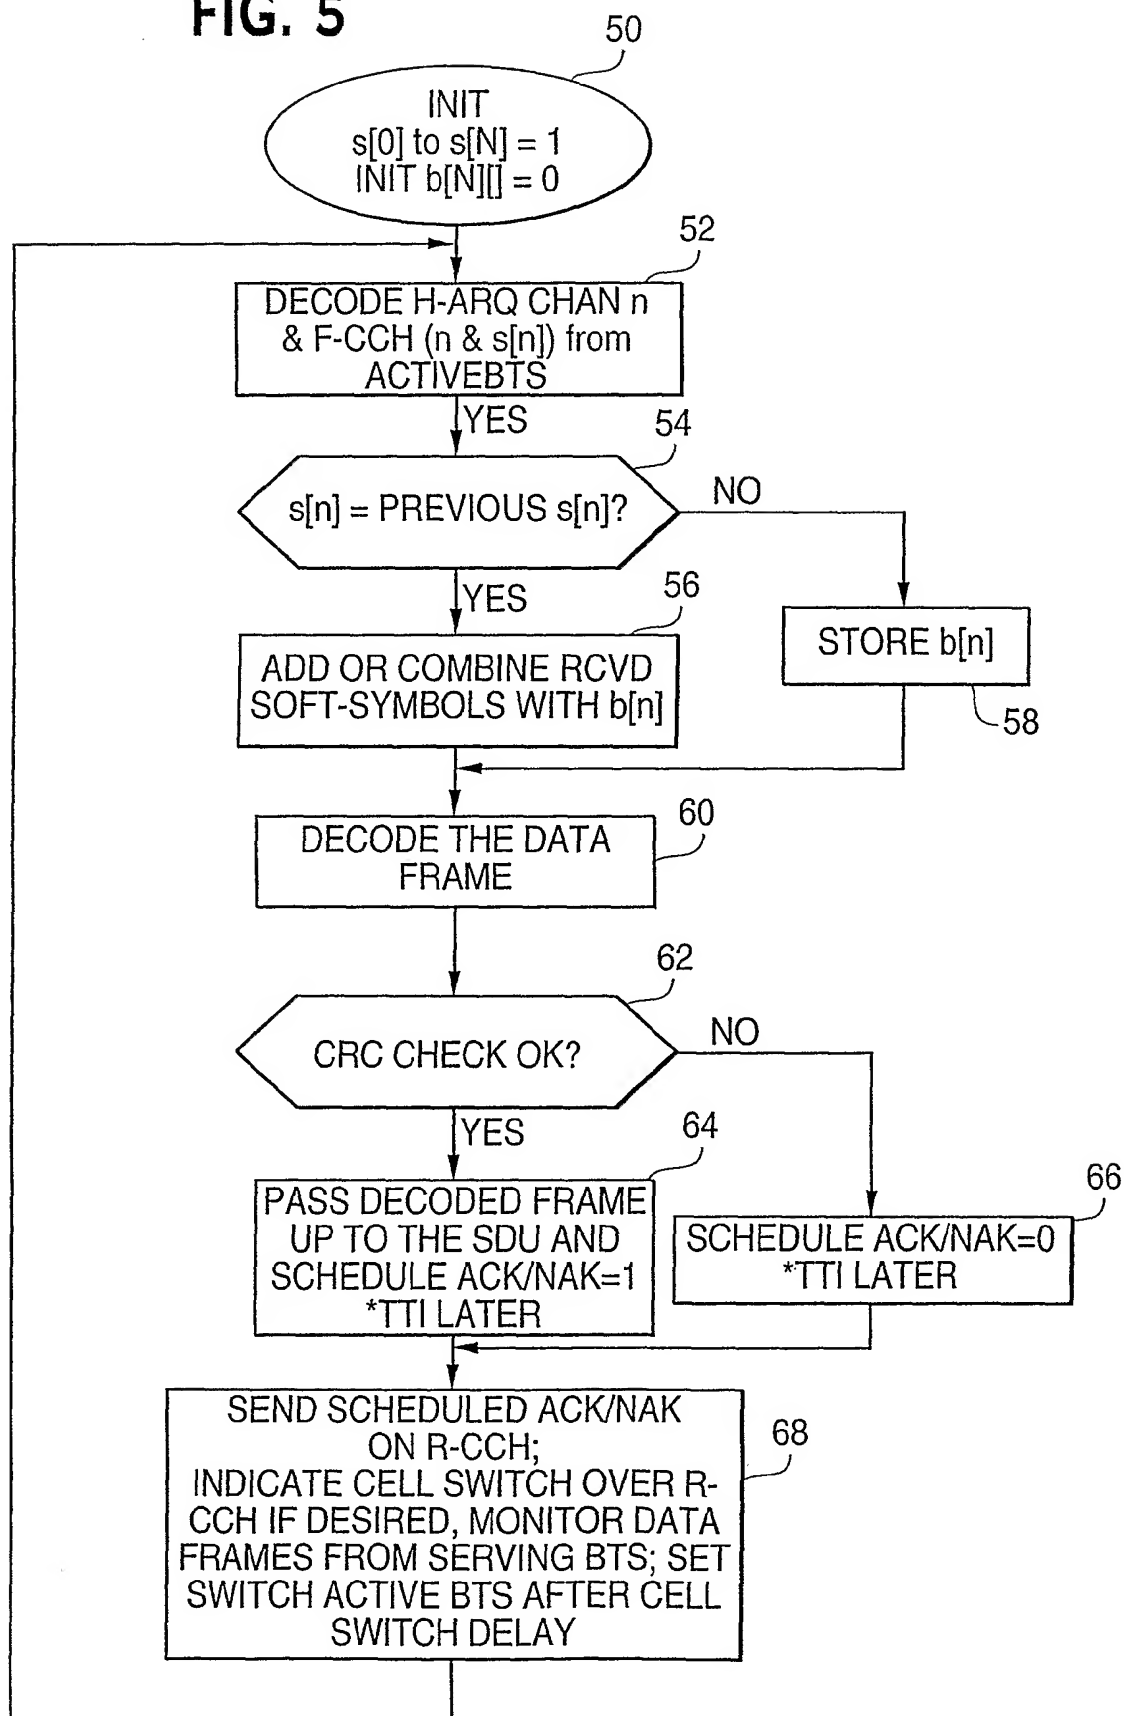 FIG. 5
50
INIT
s[0] to s[N] = 1
INIT b[N][] = 0
52
DECODE H-ARQ CHAN n
& F-CCH (n & s[n]) from
ACTIVEBTS
YES
54
s[n] = PREVIOUS s[n]?
NO
YES
56
ADD OR COMBINE RCVD
SOFT-SYMBOLS WITH b[n]
STORE b[n]
58
60
DECODE THE DATA
FRAME
62
CRC CHECK OK?
NO
YES
64
PASS DECODED FRAME
UP TO THE SDU AND
SCHEDULE ACK/NAK=1
*TTI LATER
66
SCHEDULE ACK/NAK=0
*TTI LATER
68
SEND SCHEDULED ACK/NAK
ON R-CCH;
INDICATE CELL SWITCH OVER R-
CCH IF DESIRED, MONITOR DATA
FRAMES FROM SERVING BTS; SET
SWITCH ACTIVE BTS AFTER CELL
SWITCH DELAY